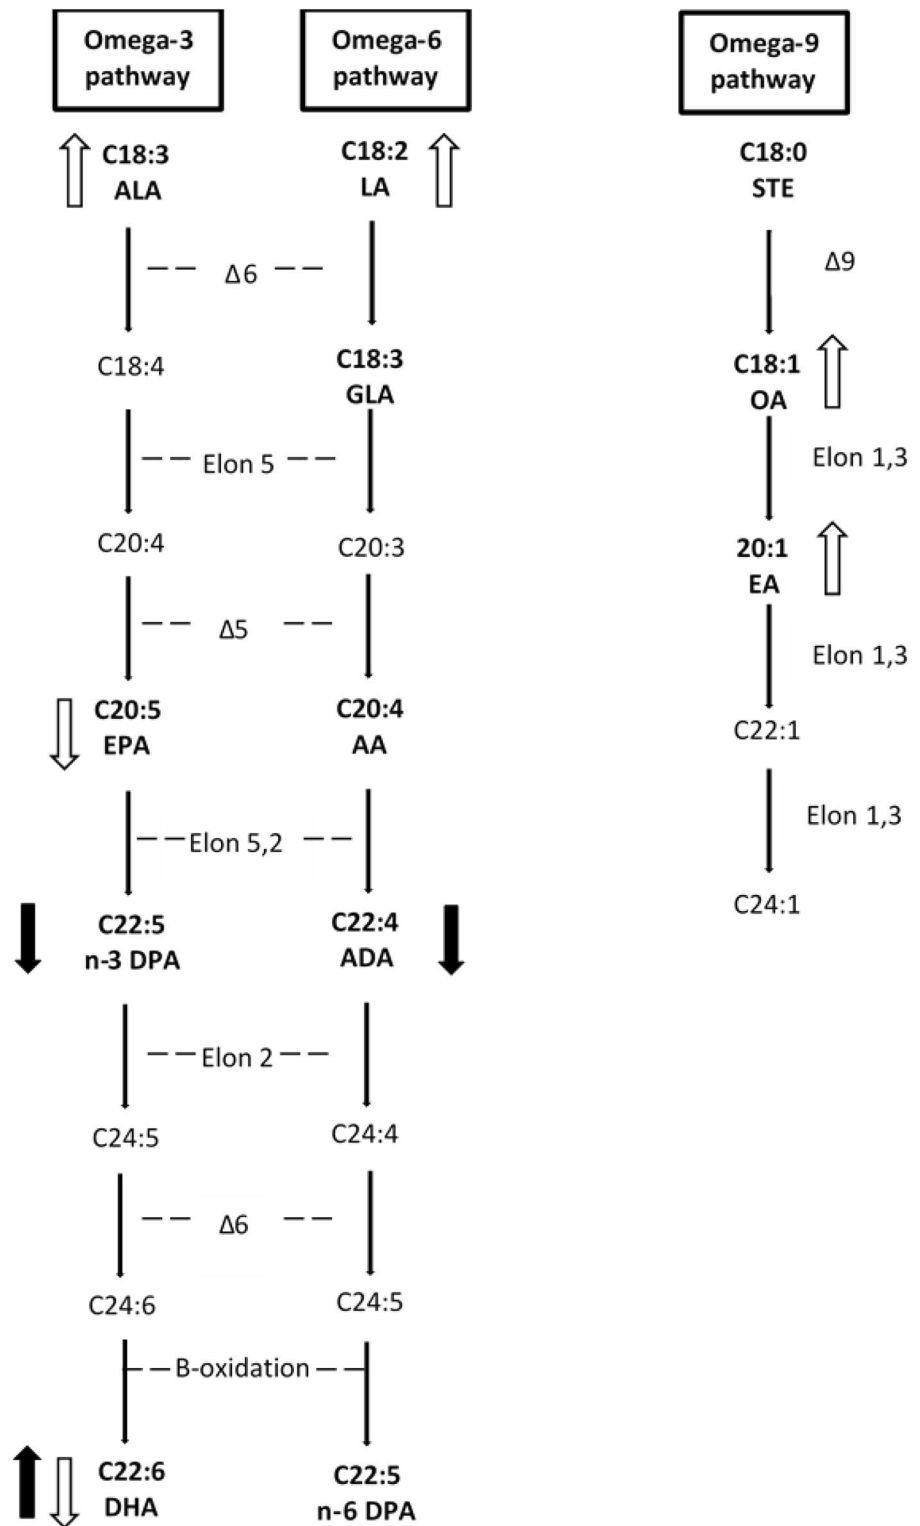 Omega-3
pathway
Omega-6
pathway
Omega-9
pathway
C18:3
ALA
C18:2
LA
C18:0
STE
Δ6
Δ9
C18:4
C18:3
GLA
C18:1
OA
Elon 5
Elon 1,3
C20:4
C20:3
20:1
EA
Δ5
Elon 1,3
C20:5
EPA
C20:4
AA
C22:1
Elon 5,2
Elon 1,3
C22:5
n-3 DPA
C22:4
ADA
C24:1
Elon 2
C24:5
C24:4
Δ6
C24:6
C24:5
B-oxidation
C22:6
DHA
C22:5
n-6 DPA